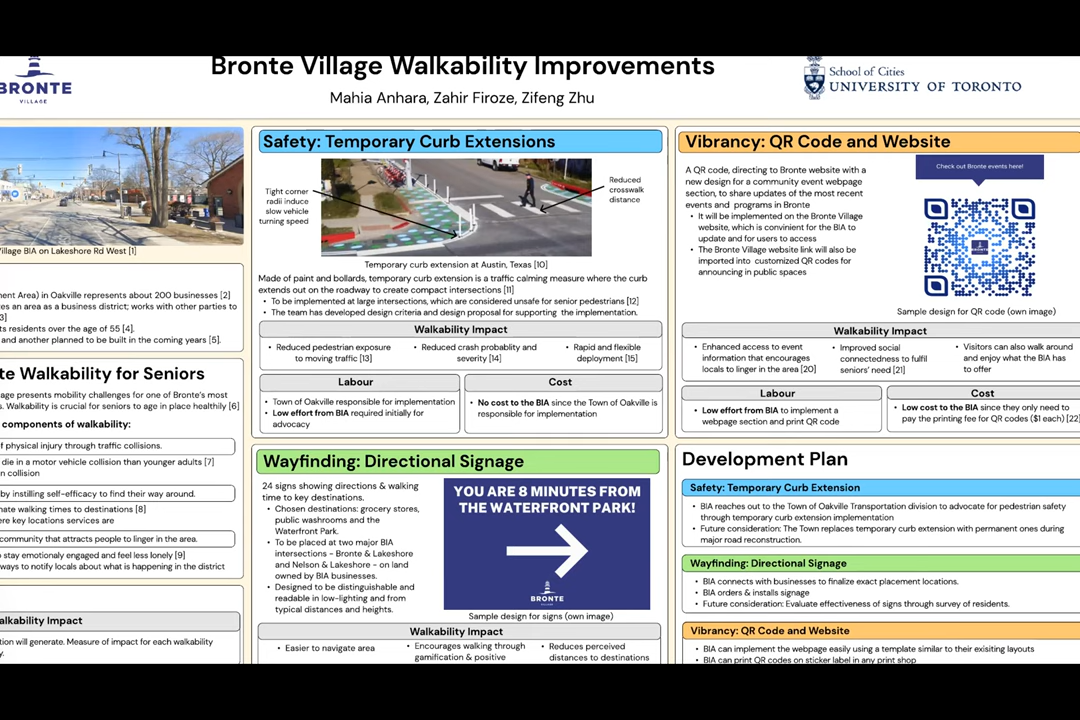 Bronte Village Walkability Improvements
Mahia Anhara, Zahir Firoze, Zifeng Zhu
BRONTE
VILLAGE
School of Cities
UNIVERSITY OF TORONTO
Village BIA on Lakeshore Rd West [1]
ment Area) in Oakville represents about 200 businesses [2]
es an area as a business district; works with other parties to
3]
ts residents over the age of 55 [4].
and another planned to be built in the coming years [5].
te Walkability for Seniors
age presents mobility challenges for one of Bronte's most
s. Walkability is crucial for seniors to age in place healthily [6]
components of walkability:
of physical injury through traffic collisions.
die in a motor vehicle collision than younger adults [7]
n collision
by instilling self-efficacy to find their way around.
mate walking times to destinations [8]
ere key locations services are
community that attracts people to linger in the area.
o stay emotionaly engaged and feel less lonely [9]
ways to notify locals about what is happening in the district
alkability Impact
tion will generate. Measure of impact for each walkability
y.
Safety: Temporary Curb Extensions
Tight corner
radii induce
slow vehicle
turning speed
Reduced
crosswalk
distance
Temporary curb extension at Austin, Texas [10]
Made of paint and bollards, temporary curb extension is a traffic calming measure where the curb
extends out on the roadway to create compact intersections [11]
• To be implemented at large intersections, which are considered unsafe for senior pedestrians [12]
• The team has developed design criteria and design proposal for supporting the implementation.
Walkability Impact
• Reduced pedestrian exposure
to moving traffic [13]
• Reduced crash probablity and
severity [14]
• Rapid and flexible
deployment [15]
Labour
• Town of Oakville responsible for implementation
• Low effort from BIA required initially for
advocacy
Cost
• No cost to the BIA since the Town of Oakville is
responsible for implementation
Wayfinding: Directional Signage
24 signs showing directions & walking
time to key destinations.
• Chosen destinations: grocery stores,
public washrooms and the
Waterfront Park.
• To be placed at two major BIA
intersections - Bronte & Lakeshore
and Nelson & Lakeshore - on land
owned by BIA businesses.
• Designed to be distinguishable and
readable in low-lighting and from
typical distances and heights.
YOU ARE 8 MINUTES FROM
THE WATERFRONT PARK!
BRONTE
VILLAGE
Sample design for signs (own image)
Walkability Impact
• Easier to navigate area
• Encourages walking through
gamification & positive
• Reduces perceived
distances to destinations
Vibrancy: QR Code and Website
A QR code, directing to Bronte website with a
new design for a community event webpage
section, to share updates of the most recent
events and programs in Bronte
• It will be implemented on the Bronte Village
website, which is convinient for the BIA to
update and for users to access
• The Bronte Village website link will also be
imported into customized QR codes for
announcing in public spaces
Check out Bronte events here!
BRONTE
Sample design for QR code (own image)
Walkability Impact
• Enhanced access to event
information that encourages
locals to linger in the area [20]
• Improved social
connectedness to fulfil
seniors' need [21]
• Visitors can also walk around
and enjoy what the BIA has
to offer
Labour
• Low effort from BIA to implement a
webpage section and print QR code
Cost
• Low cost to the BIA since they only need to
pay the printing fee for QR codes ($1 each) [22]
Development Plan
Safety: Temporary Curb Extension
• BIA reaches out to the Town of Oakville Transportation division to advocate for pedestrian safety
through temporary curb extension implementation
• Future consideration: The Town replaces temporary curb extension with permanent ones during
major road reconstruction.
Wayfinding: Directional Signage
• BIA connects with businesses to finalize exact placement locations.
• BIA orders & installs signage
• Future consideration: Evaluate effectiveness of signs through survey of residents.
Vibrancy: QR Code and Website
• BIA can implement the webpage easily using a template similar to their exisiting layouts
• BIA can print QR codes on sticker label in any print shop